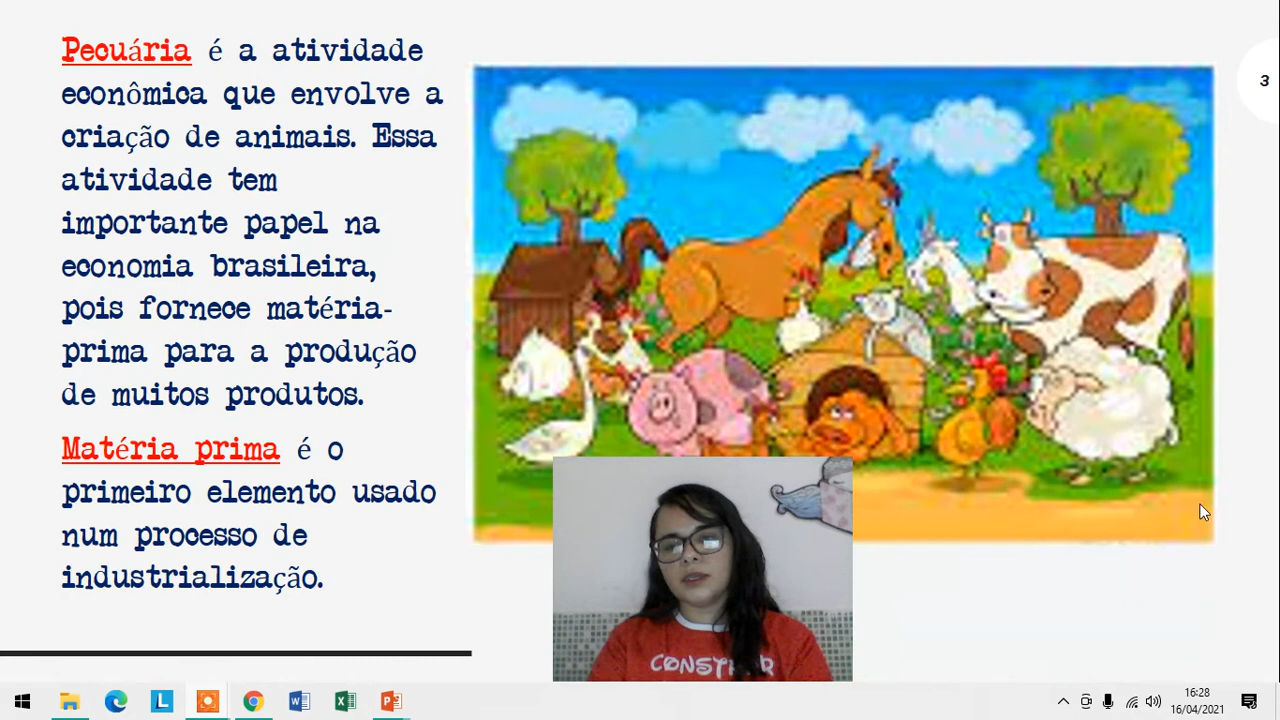 Pecuária é a atividade
econômica que envolve a
criação de animais. Essa
atividade tem
importante papel na
economia brasileira,
pois fornece matéria-
prima para a produção
de muitos produtos.
Matéria prima é o
primeiro elemento usado
num processo de
industrialização.
3
16:28
16/04/2021